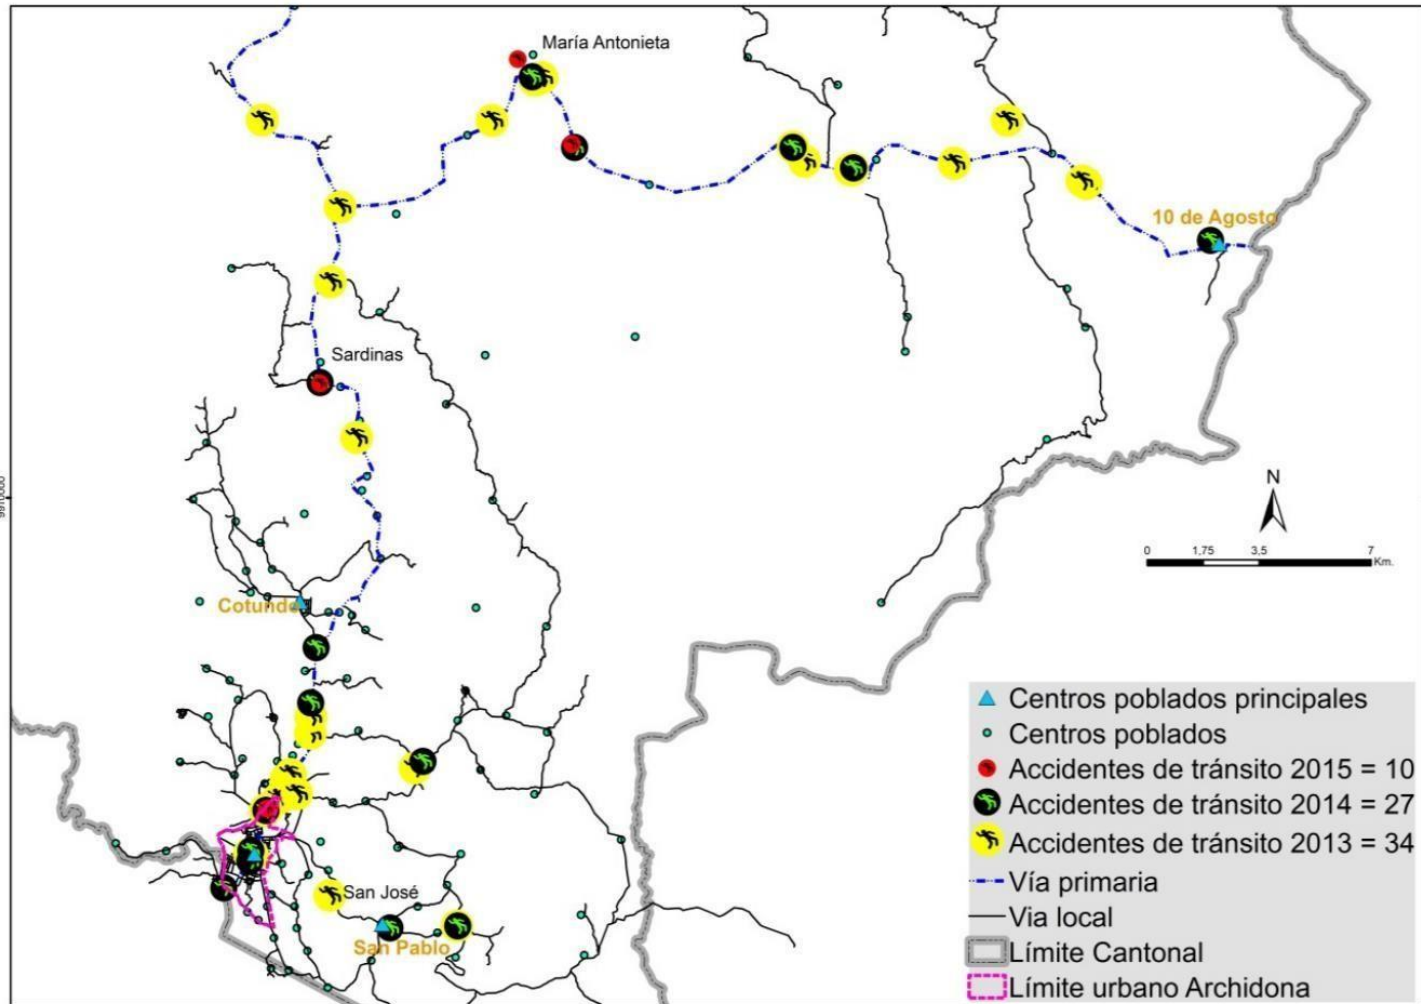 María Antonieta
10 de Agosto
Sardinas
9910000
N
0 1,75 3,5 7
Km.
Cotundo
Centros poblados principales
Centros poblados
Accidentes de tránsito 2015 = 10
Accidentes de tránsito 2014 = 27
Accidentes de tránsito 2013 = 34
Vía primaria
Via local
Límite Cantonal
Límite urbano Archidona
San José
San Pablo